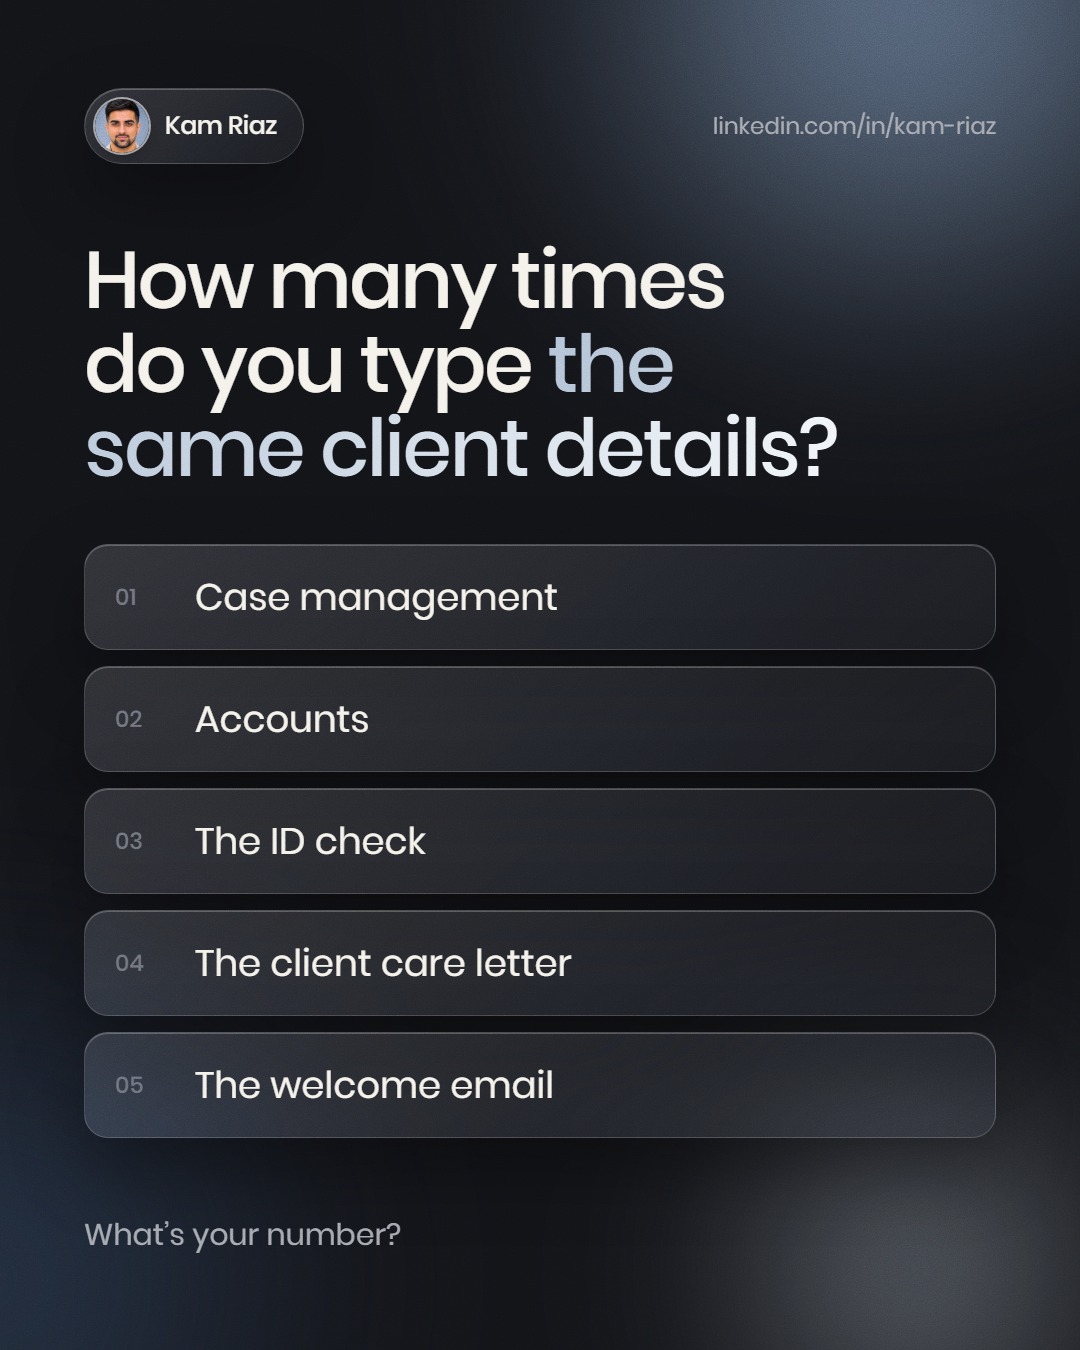 Kam Riaz
linkedin.com/in/kam-riaz
How many times
do you type the
same client details?
01 Case management
02 Accounts
03 The ID check
04 The client care letter
05 The welcome email
What's your number?